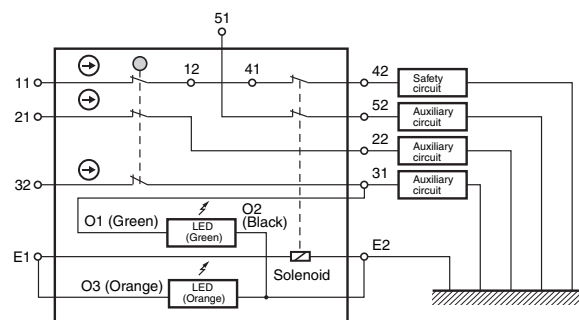 51
11
12
41
42
Safety
circuit
21
52
Auxiliary
circuit
22
Auxiliary
circuit
32
31
Auxiliary
circuit
O1 (Green)
LED
(Green)
O2
(Black)
E1
E2
Solenoid
O3 (Orange)
LED
(Orange)